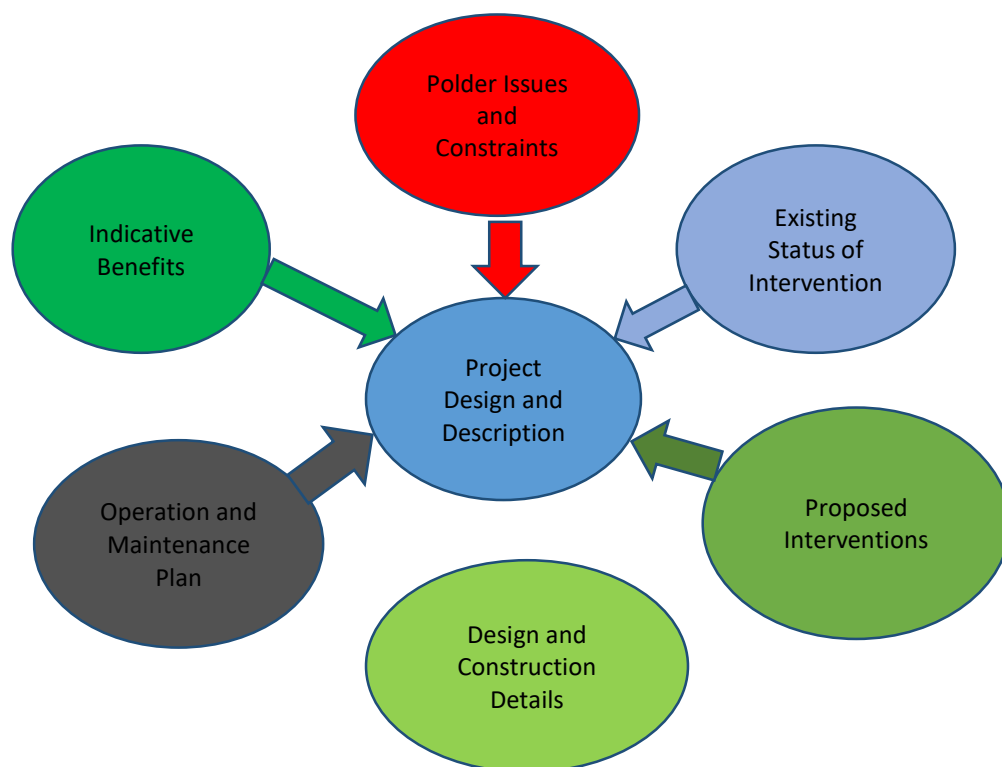 Polder Issues
and
Constraints
Indicative
Benefits
Existing
Status of
Intervention
Project
Design and
Description
Operation and
Maintenance
Plan
Proposed
Interventions
Design and
Construction
Details